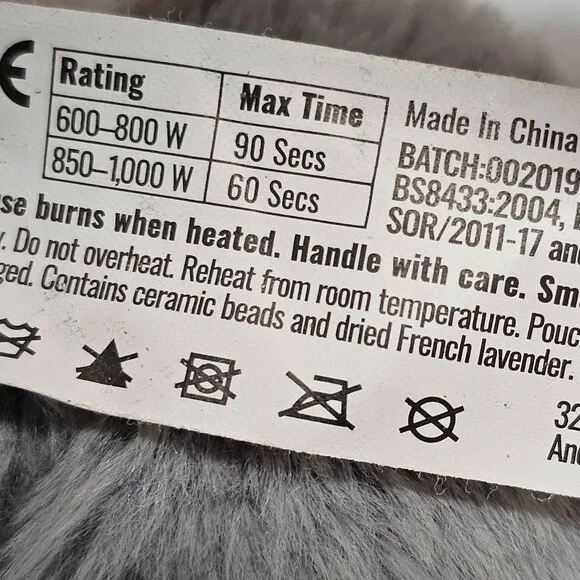 CE
Rating Max Time
600–800 W 90 Secs
850–1,000 W 60 Secs
Made In China
BATCH:002019
BS8433:2004,
SOR/2011-17 and
burns when heated. Handle with care.
Do not overheat. Reheat from room temperature.
Contains ceramic beads and dried French lavender.
32